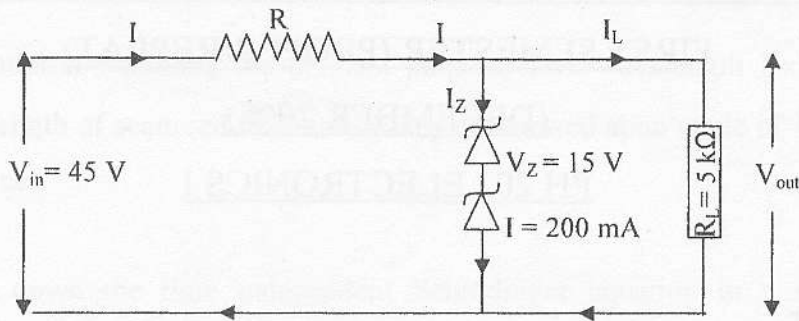 I R I I_L
I_Z
V_in = 45 V
V_Z = 15 V
R_L = 5 kΩ
V_out
I = 200 mA